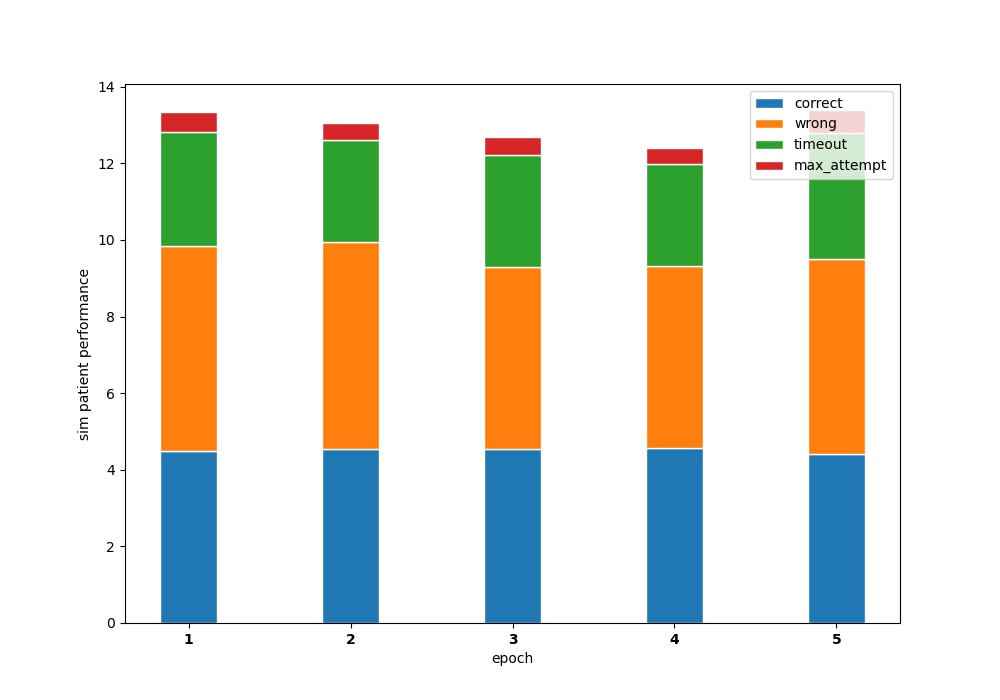 14
12
10
8
6
4
2
0
sim patient performance
correct
wrong
timeout
max_attempt
1 2 3 4 5
epoch